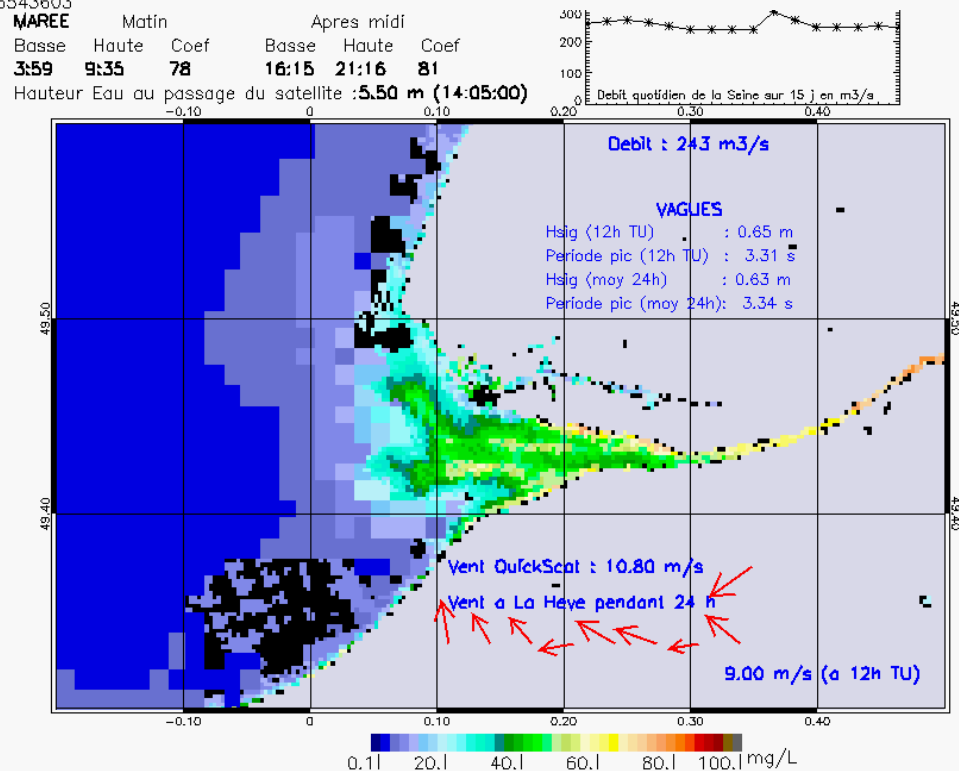 6543603
MAREE Matin Apres midi
Basse Haute Coef Basse Haute Coef
3:59 9:35 78 16:15 21:16 81
Hauteur Eau au passage du satellite :5.50 m (14:05:00)
300
200
100
0
Debit quotidien de la Seine sur 15 j en m3/s
-0.10 0 0.10 0.20 0.30 0.40
Debit : 243 m3/s
VAGUES
Hsig (12h TU) : 0.65 m
Periode pic (12h TU) : 3.31 s
Hsig (moy 24h) : 0.63 m
Periode pic (moy 24h): 3.34 s
49.50 49.50
49.40 49.40
Vent QuickScat : 10.80 m/s
Vent a La Heve pendant 24 h
9.00 m/s (a 12h TU)
-0.10 0 0.10 0.20 0.30 0.40
0.1| 20.| 40.| 60.| 80.| 100.| mg/L